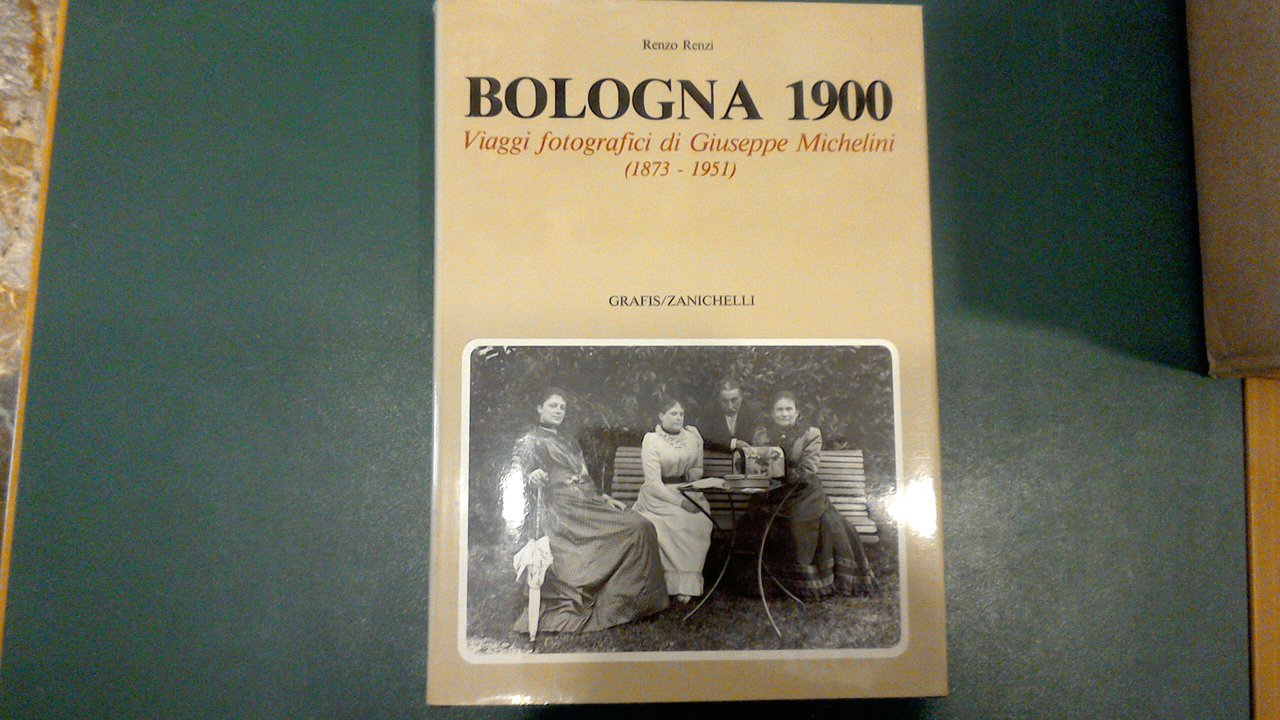 Renzo Renzi
BOLOGNA 1900
Viaggi fotografici di Giuseppe Michelini
(1873 - 1951)
GRAFIS/ZANICHELLI